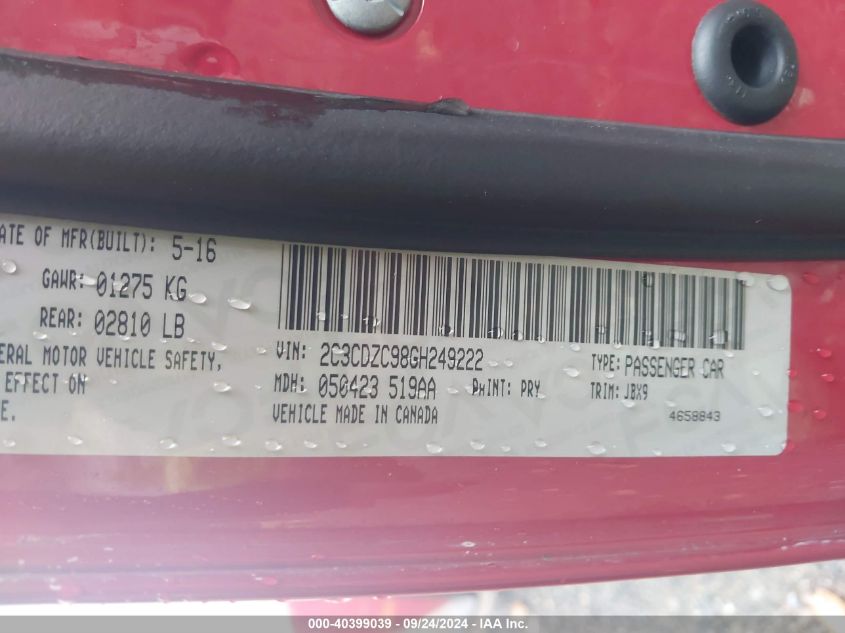 ATE OF MFR(BUILT): 5-16
GAWR: 01275 KG
REAR: 02810 LB
ERAL MOTOR VEHICLE SAFETY,
EFFECT ON
E.
VIN: 2C3CDZC98GH249222
TYPE: PASSENGER CAR
MDH: 050423 519AA
PAINT: PRY
TRIM: JBX9
VEHICLE MADE IN CANADA
4658843
000-40399039 - 09/24/2024 - IAA Inc.